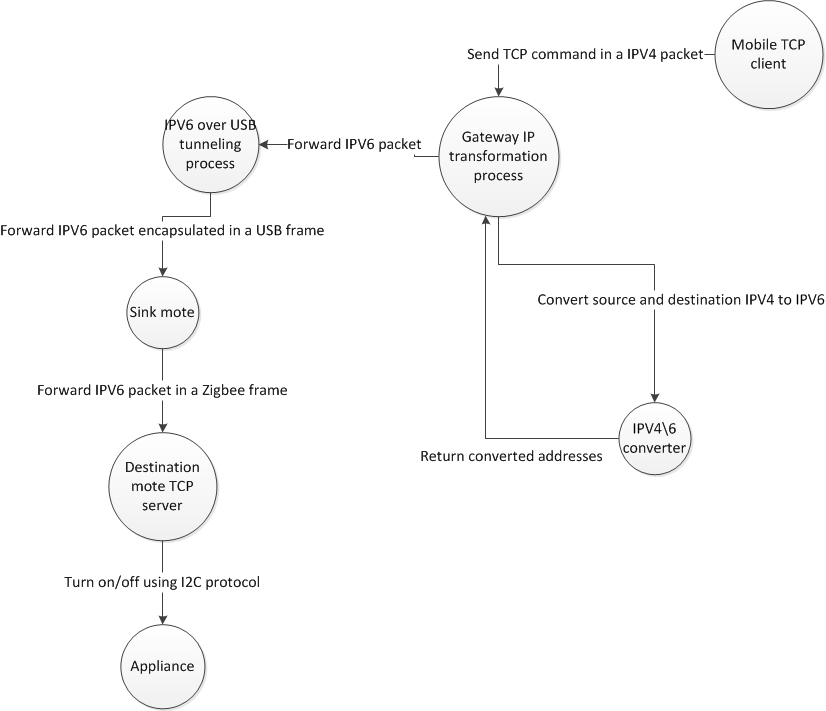 Mobile TCP
client
Send TCP command in a IPV4 packet
Gateway IP
transformation
process
IPV6 over USB
tunneling
process
Forward IPV6 packet
Forward IPV6 packet encapsulated in a USB frame
Sink mote
Convert source and destination IPV4 to IPV6
Forward IPV6 packet in a Zigbee frame
IPV4\6
converter
Return converted addresses
Destination
mote TCP
server
Turn on/off using I2C protocol
Appliance